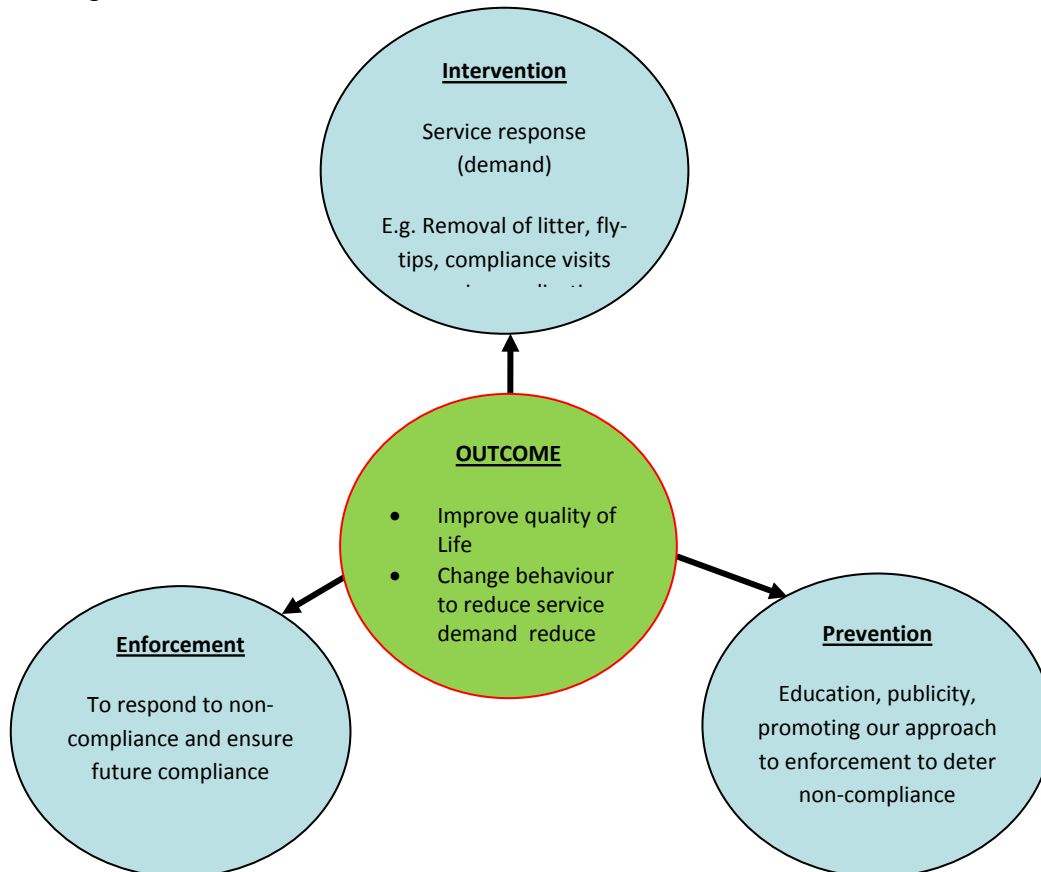 Intervention
Service response
(demand)
E.g. Removal of litter, fly-
tips, compliance visits
OUTCOME
• Improve quality of
Life
• Change behaviour
to reduce service
demand reduce
Enforcement
To respond to non-
compliance and ensure
future compliance
Prevention
Education, publicity,
promoting our approach
to enforcement to deter
non-compliance